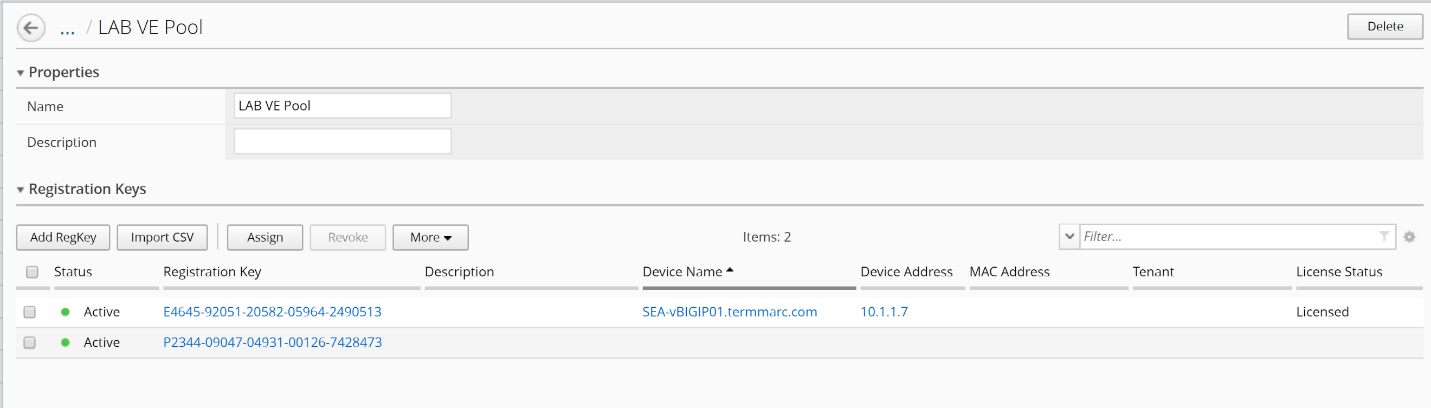 ... / LAB VE Pool Delete
Properties
Name LAB VE Pool
Description
Registration Keys
Add RegKey Import CSV Assign Revoke More Items: 2 Filter...
Status Registration Key Description Device Name Device Address MAC Address Tenant License Status
Active E4645-92051-20582-05964-2490513 SEA-vBIGIP01.termmarc.com 10.1.1.7 Licensed
Active P2344-09047-04931-00126-7428473